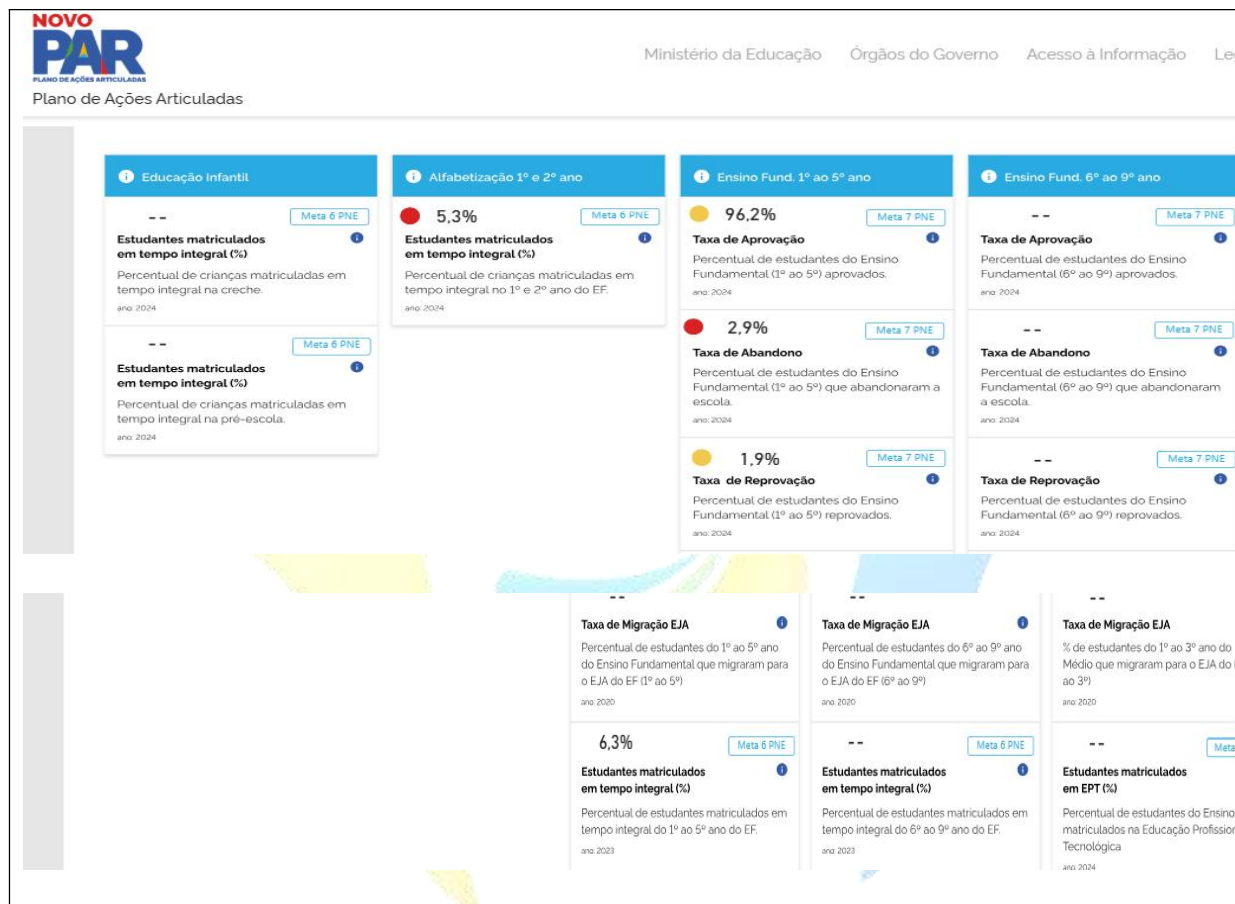 NOVO
PAR
PLANO DE AÇÕES ARTICULADAS
Plano de Ações Articuladas
Ministério da Educação Órgãos do Governo Acesso à Informação Le
Educação Infantil
-- Meta 6 PNE
Estudantes matriculados
em tempo integral (%)
Percentual de crianças matriculadas em
tempo integral na creche.
ano: 2024
-- Meta 6 PNE
Estudantes matriculados
em tempo integral (%)
Percentual de crianças matriculadas em
tempo integral na pré-escola.
ano: 2024
Alfabetização 1º e 2º ano
5,3% Meta 6 PNE
Estudantes matriculados
em tempo integral (%)
Percentual de crianças matriculadas em
tempo integral no 1º e 2º ano do EF.
ano: 2024
Ensino Fund. 1º ao 5º ano
96,2% Meta 7 PNE
Taxa de Aprovação
Percentual de estudantes do Ensino
Fundamental (1º ao 5º) aprovados.
ano: 2024
2,9% Meta 7 PNE
Taxa de Abandono
Percentual de estudantes do Ensino
Fundamental (1º ao 5º) que abandonaram a
escola.
ano: 2024
1,9% Meta 7 PNE
Taxa de Reprovação
Percentual de estudantes do Ensino
Fundamental (1º ao 5º) reprovados.
ano: 2024
Ensino Fund. 6º ao 9º ano
-- Meta 7 PNE
Taxa de Aprovação
Percentual de estudantes do Ensino
Fundamental (6º ao 9º) aprovados.
ano: 2024
-- Meta 7 PNE
Taxa de Abandono
Percentual de estudantes do Ensino
Fundamental (6º ao 9º) que abandonaram
a escola.
ano: 2024
-- Meta 7 PNE
Taxa de Reprovação
Percentual de estudantes do Ensino
Fundamental (6º ao 9º) reprovados.
ano: 2024
--
Taxa de Migração EJA
Percentual de estudantes do 1º ao 5º ano
do Ensino Fundamental que migraram para
o EJA do EF (1º ao 5º)
ano: 2020
6,3% Meta 6 PNE
Estudantes matriculados
em tempo integral (%)
Percentual de estudantes matriculados em
tempo integral do 1º ao 5º ano do EF.
ano: 2023
--
Taxa de Migração EJA
Percentual de estudantes do 6º ao 9º ano
do Ensino Fundamental que migraram para
o EJA do EF (6º ao 9º)
ano: 2020
-- Meta 6 PNE
Estudantes matriculados
em tempo integral (%)
Percentual de estudantes matriculados em
tempo integral do 6º ao 9º ano do EF.
ano: 2023
--
Taxa de Migração EJA
% de estudantes do 1º ao 3º ano do
Médio que migraram para o EJA do
ao 3º)
ano: 2020
-- Meta
Estudantes matriculados
em EPT (%)
Percentual de estudantes do Ensino
matriculados na Educação Profission
Tecnológica
ano: 2024